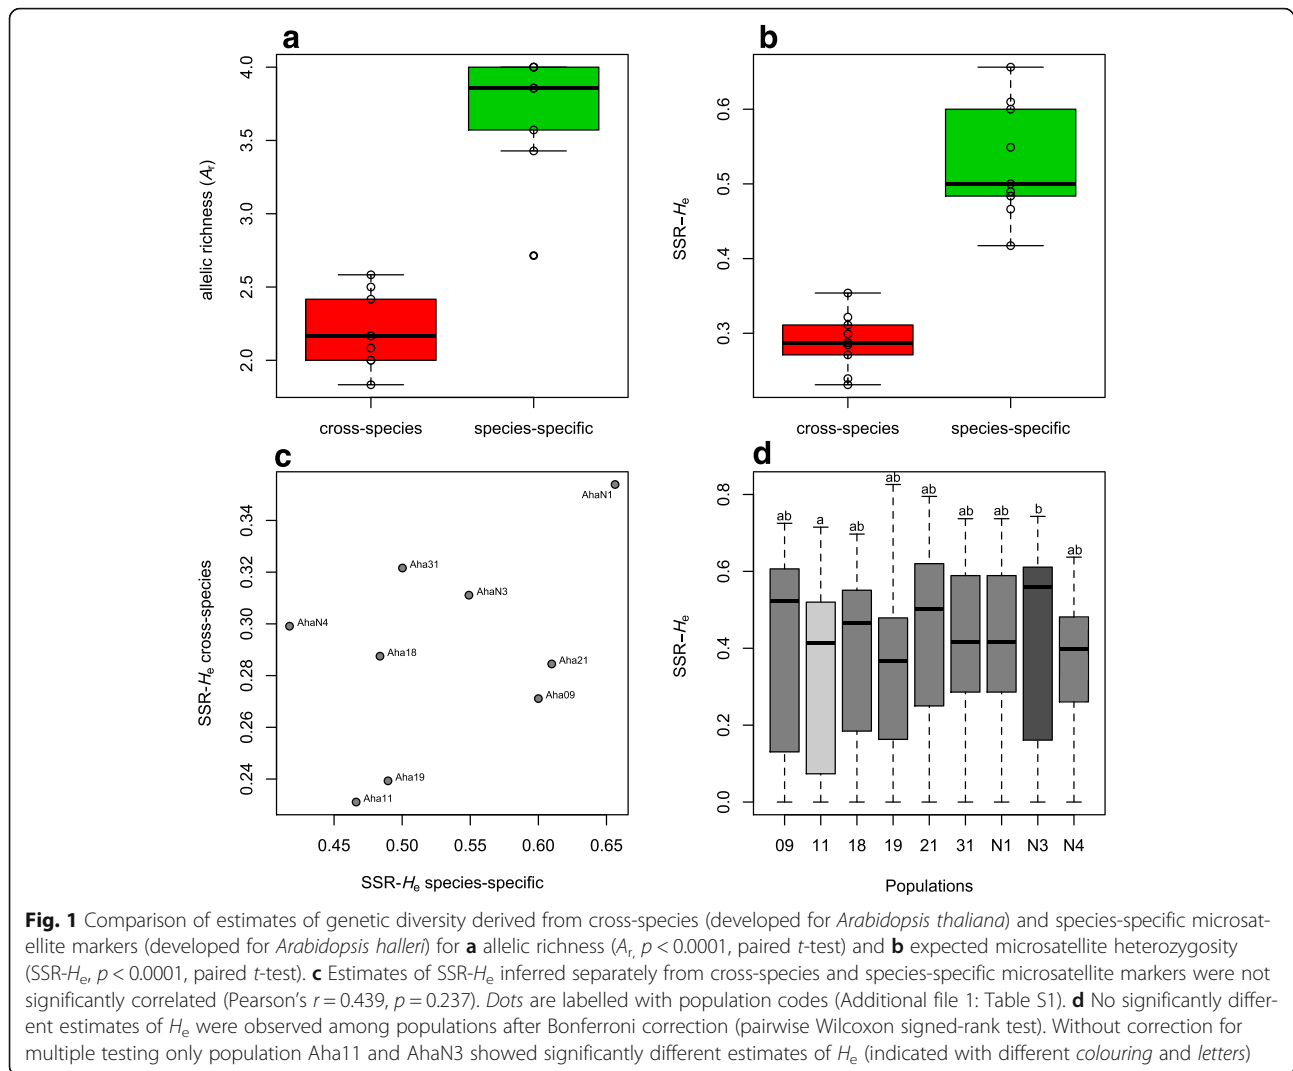 a
allelic richness (Ar)
4.0
3.5
3.0
2.5
2.0
cross-species species-specific
b
SSR–He
0.6
0.5
0.4
0.3
cross-species species-specific
c
SSR-He cross-species
0.34
0.32
0.30
0.28
0.26
0.24
AhaN1
Aha31
AhaN3
AhaN4
Aha18
Aha21
Aha09
Aha19
Aha11
0.45 0.50 0.55 0.60 0.65
SSR-He species-specific
d
SSR–He
0.8
0.6
0.4
0.2
0.0
ab a ab ab ab ab ab b ab
09 11 18 19 21 31 N1 N3 N4
Populations
Fig. 1 Comparison of estimates of genetic diversity derived from cross-species (developed for Arabidopsis thaliana) and species-specific microsat-
ellite markers (developed for Arabidopsis halleri) for a allelic richness (Ar, p < 0.0001, paired t-test) and b expected microsatellite heterozygosity
(SSR-He, p < 0.0001, paired t-test). c Estimates of SSR-He inferred separately from cross-species and species-specific microsatellite markers were not
significantly correlated (Pearson's r = 0.439, p = 0.237). Dots are labelled with population codes (Additional file 1: Table S1). d No significantly differ-
ent estimates of He were observed among populations after Bonferroni correction (pairwise Wilcoxon signed-rank test). Without correction for
multiple testing only population Aha11 and AhaN3 showed significantly different estimates of He (indicated with different colouring and letters)